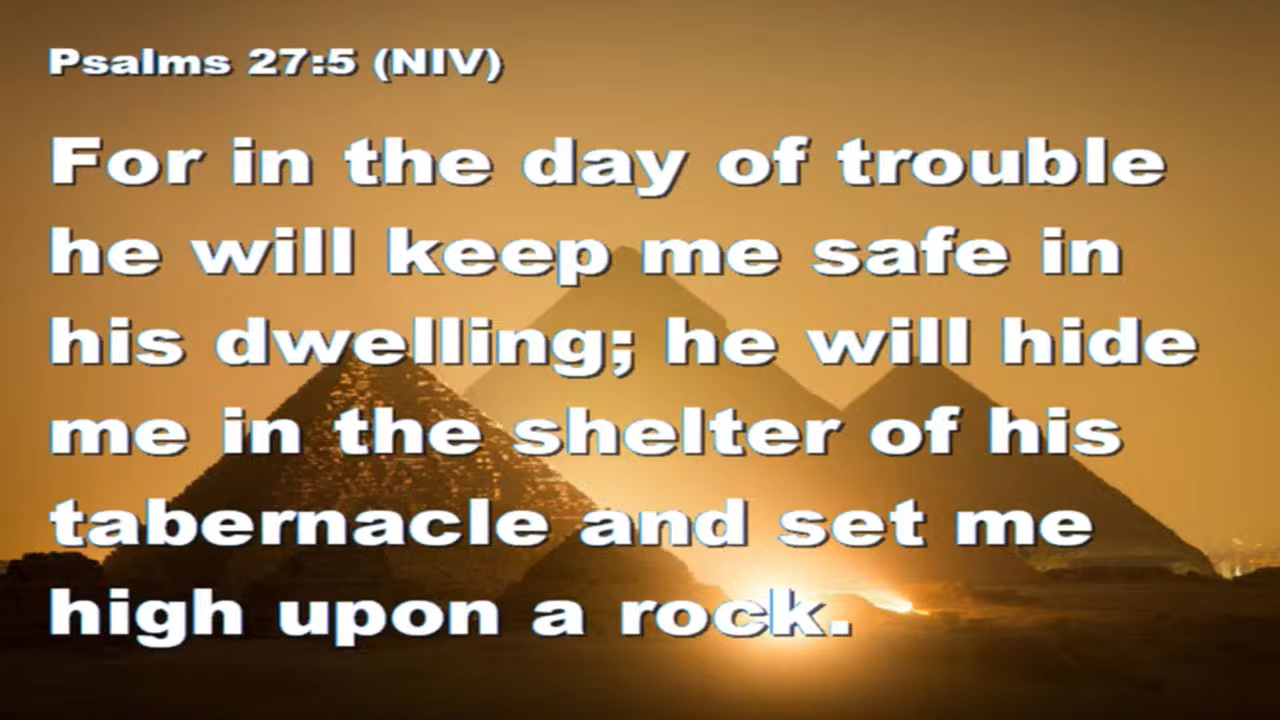 Psalms 27:5 (NIV)
For in the day of trouble
he will keep me safe in
his dwelling; he will hide
me in the shelter of his
tabernacle and set me
high upon a rock.